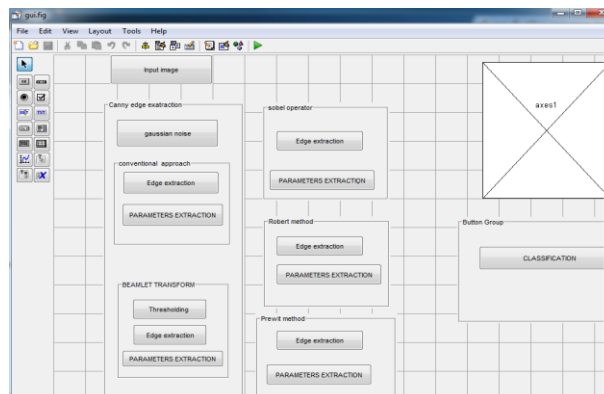 gui.fig
File Edit View Layout Tools Help
Input image
Canny edge exatraction
gaussian noise
conventional approach
Edge extraction
PARAMETERS EXTRACTION
BEAMLET TRANSFORM
Thresholding
Edge extraction
PARAMETERS EXTRACTION
sobel operator
Edge extraction
PARAMETERS EXTRACTION
Robert method
Edge extraction
PARAMETERS EXTRACTION
Prewit method
Edge extraction
PARAMETERS EXTRACTION
axes1
Button Group
CLASSIFICATION